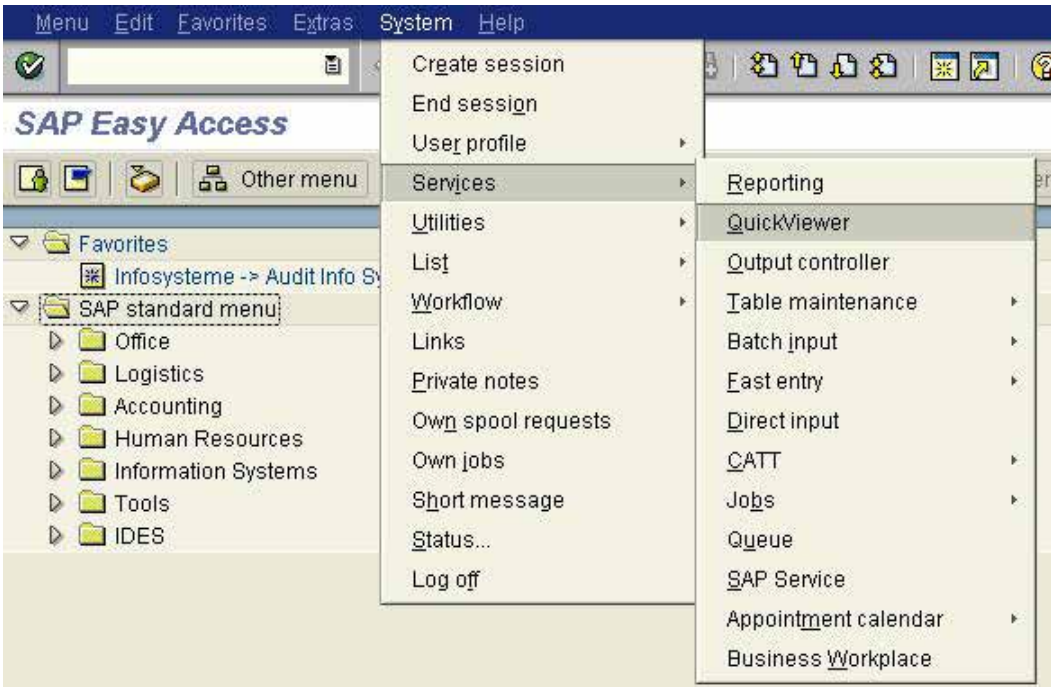 Menu Edit Favorites Extras System Help
SAP Easy Access
Other menu
Favorites
Infosysteme -> Audit Info
SAP standard menu
Office
Logistics
Accounting
Human Resources
Information Systems
Tools
IDES
Create session
End session
User profile
Services
Utilities
List
Workflow
Links
Private notes
Own spool requests
Own jobs
Short message
Status...
Log off
Reporting
QuickViewer
Output controller
Table maintenance
Batch input
Fast entry
Direct input
CATT
Jobs
Queue
SAP Service
Appointment calendar
Business Workplace